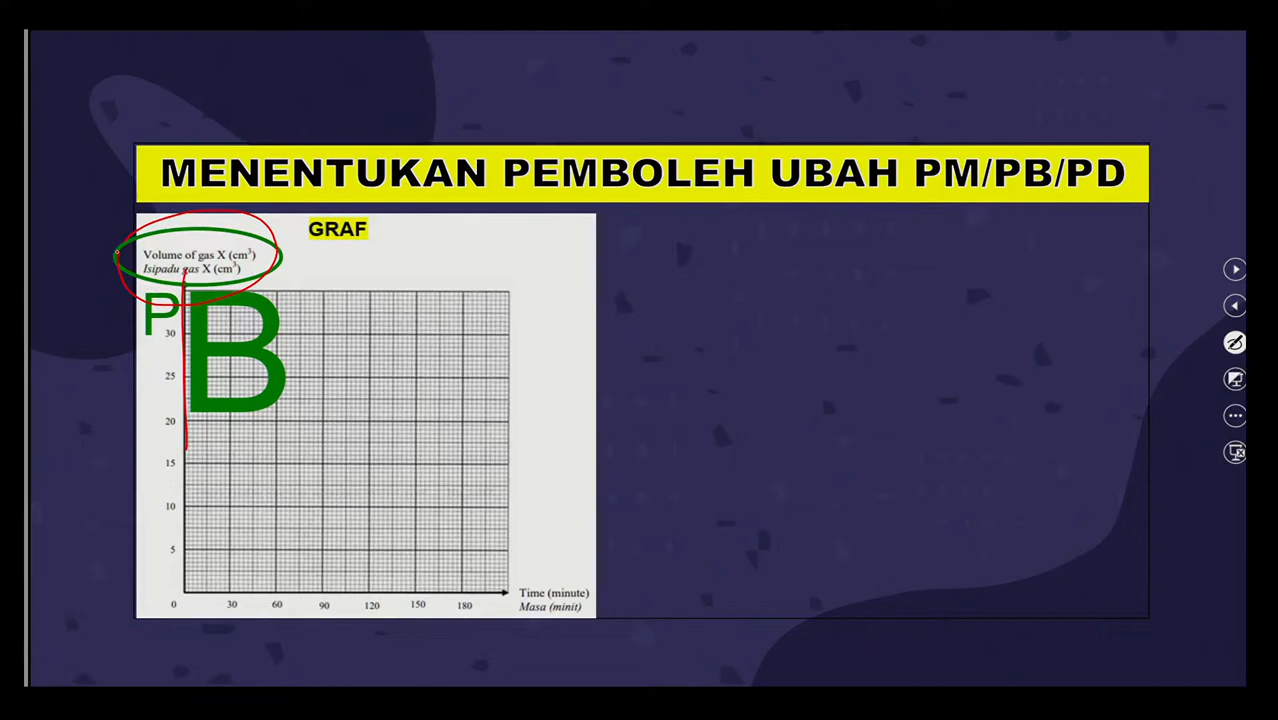 MENENTUKAN PEMBOLEH UBAH PM/PB/PD
GRAF
Volume of gas X (cm³)
Isipadu gas X (cm³)
PB
30
25
20
15
10
5
0 30 60 90 120 150 180
Time (minute)
Masa (minit)